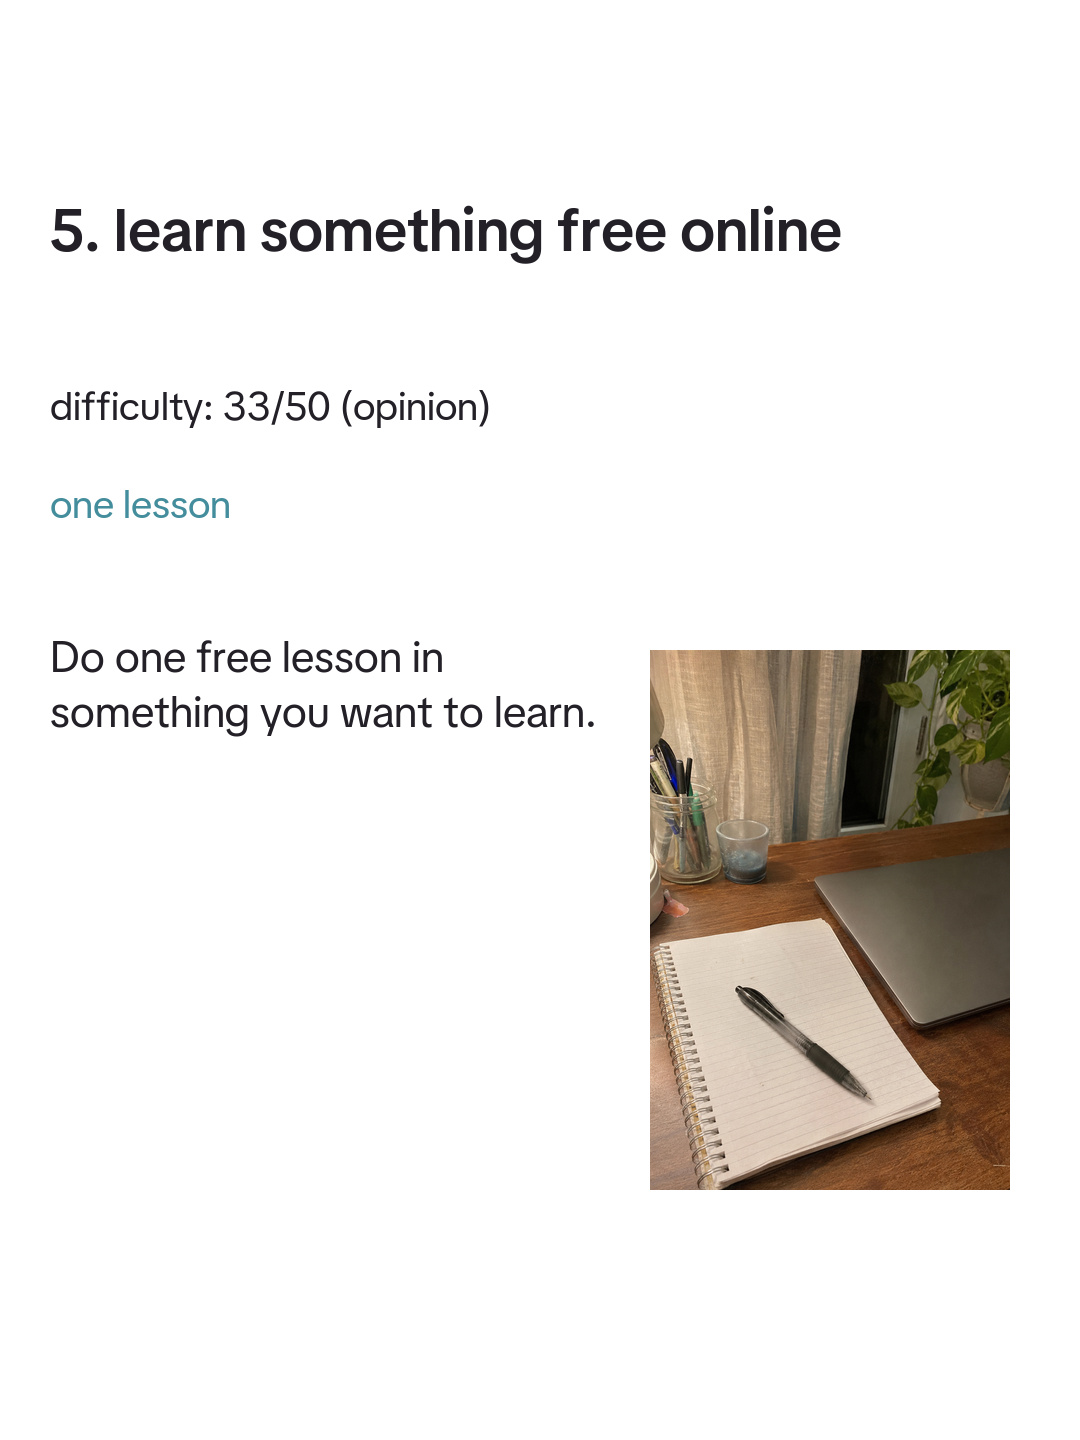 5. learn something free online
difficulty: 33/50 (opinion)
one lesson
Do one free lesson in
something you want to learn.